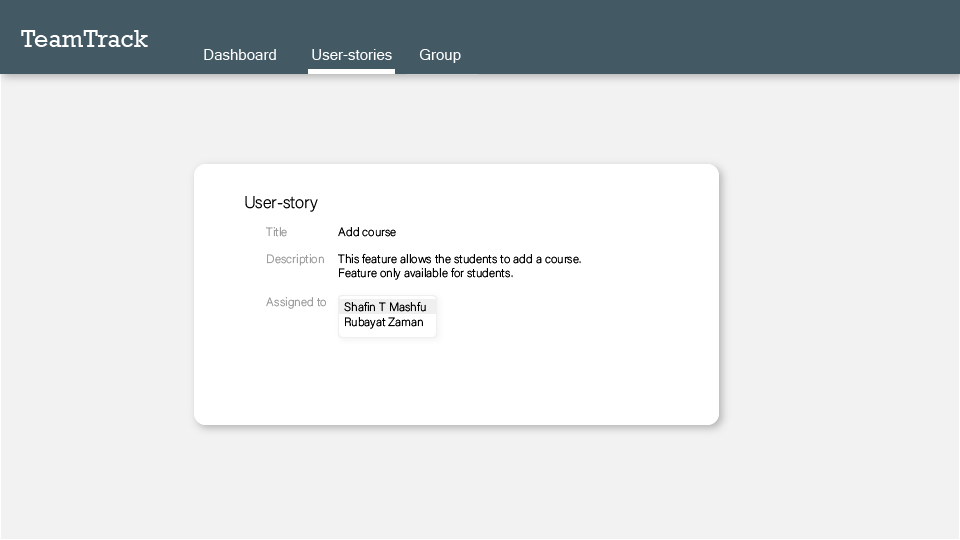 TeamTrack
Dashboard User-stories Group
User-story
Title Add course
Description This feature allows the students to add a course.
Feature only available for students.
Assigned to Shafin T Mashfu
Rubayat Zaman